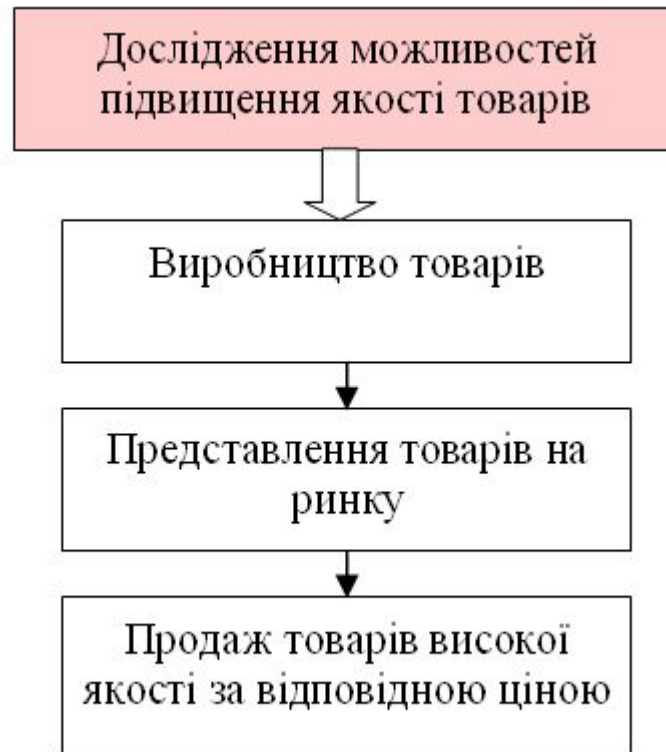 Дослідження можливостей
підвищення якості товарів
Виробництво товарів
Представлення товарів на
ринку
Продаж товарів високої
якості за відповідною ціною